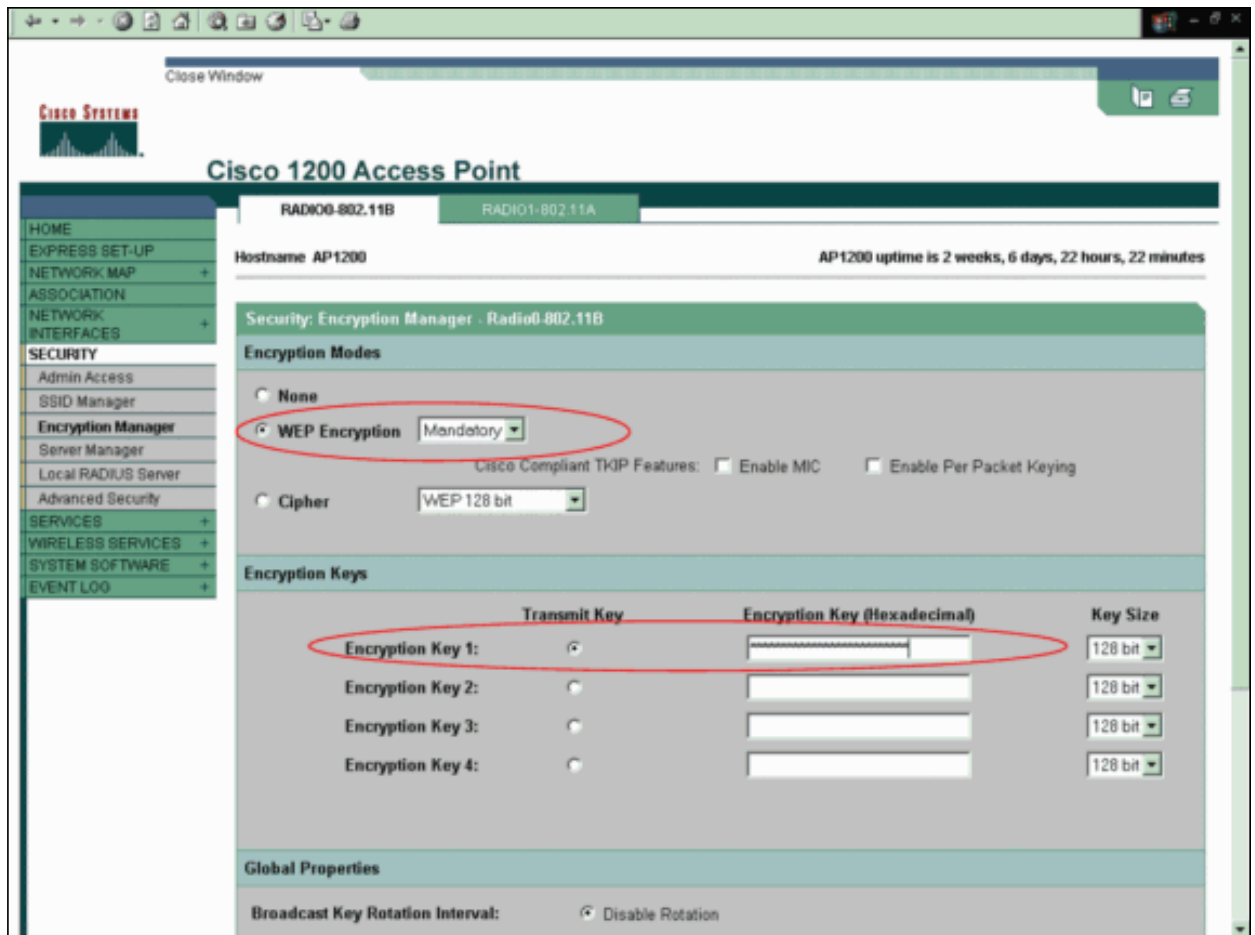 Close Window
CISCO SYSTEMS
Cisco 1200 Access Point
RADIO0-802.11B
RADIO1-802.11A
HOME
EXPRESS SET-UP
NETWORK MAP +
ASSOCIATION
NETWORK INTERFACES +
SECURITY
Admin Access
SSID Manager
Encryption Manager
Server Manager
Local RADIUS Server
Advanced Security
SERVICES +
WIRELESS SERVICES +
SYSTEM SOFTWARE +
EVENT LOG +
Hostname AP1200
AP1200 uptime is 2 weeks, 6 days, 22 hours, 22 minutes
Security: Encryption Manager - Radio0-802.11B
Encryption Modes
None
WEP Encryption Mandatory
Cisco Compliant TKIP Features: Enable MIC Enable Per Packet Keying
Cipher WEP 128 bit
Encryption Keys
Transmit Key Encryption Key (Hexadecimal) Key Size
Encryption Key 1: 128 bit
Encryption Key 2: 128 bit
Encryption Key 3: 128 bit
Encryption Key 4: 128 bit
Global Properties
Broadcast Key Rotation Interval: Disable Rotation